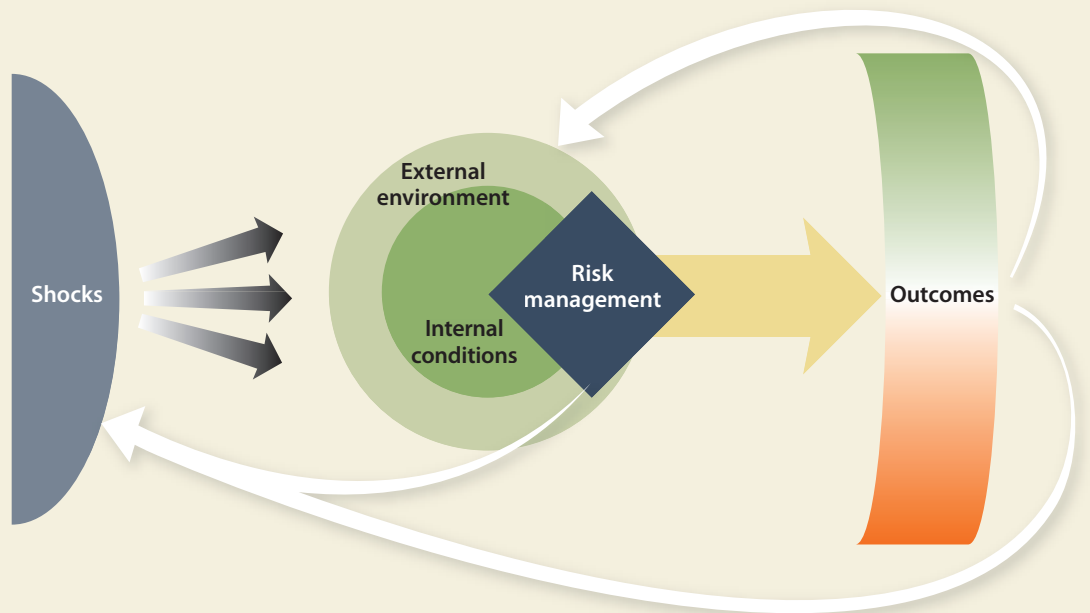 Shocks
External
environment
Internal
conditions
Risk
management
Outcomes